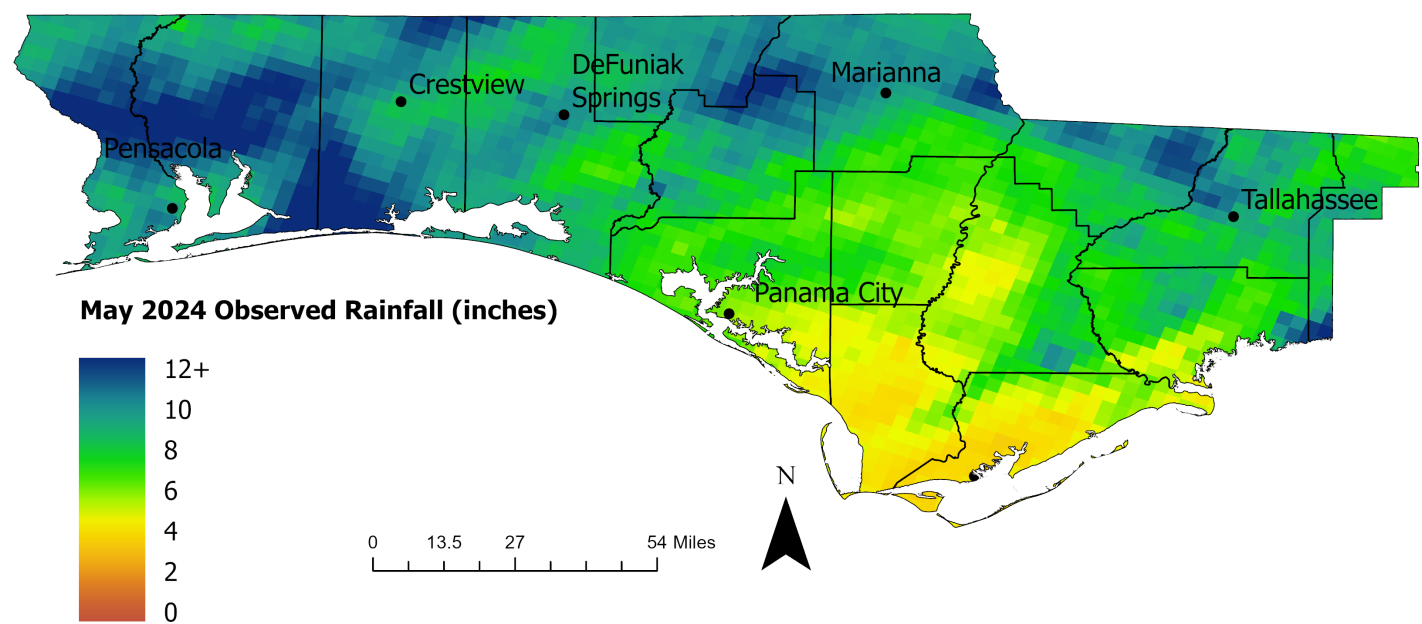 DeFuniak
Springs
Crestview
Marianna
Pensacola
Tallahassee
Panama City
May 2024 Observed Rainfall (inches)
12+
10
8
6
4
2
0
N
0 13.5 27 54 Miles